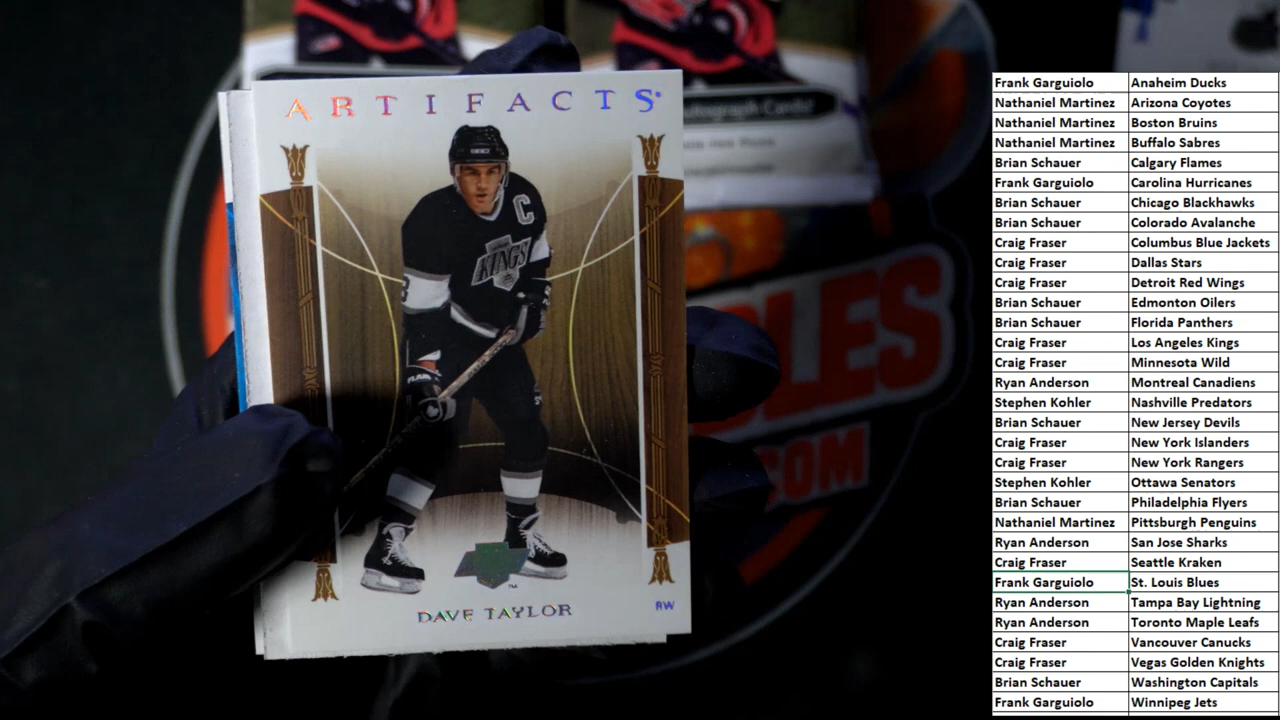 ARTIFACTS
C
KINGS
DAVE TAYLOR
RW
Autograph Cards!
.COM
Frank Garguiolo Anaheim Ducks
Nathaniel Martinez Arizona Coyotes
Nathaniel Martinez Boston Bruins
Nathaniel Martinez Buffalo Sabres
Brian Schauer Calgary Flames
Frank Garguiolo Carolina Hurricanes
Brian Schauer Chicago Blackhawks
Brian Schauer Colorado Avalanche
Craig Fraser Columbus Blue Jackets
Craig Fraser Dallas Stars
Craig Fraser Detroit Red Wings
Brian Schauer Edmonton Oilers
Brian Schauer Florida Panthers
Craig Fraser Los Angeles Kings
Craig Fraser Minnesota Wild
Ryan Anderson Montreal Canadiens
Stephen Kohler Nashville Predators
Brian Schauer New Jersey Devils
Craig Fraser New York Islanders
Craig Fraser New York Rangers
Stephen Kohler Ottawa Senators
Brian Schauer Philadelphia Flyers
Nathaniel Martinez Pittsburgh Penguins
Ryan Anderson San Jose Sharks
Craig Fraser Seattle Kraken
Frank Garguiolo St. Louis Blues
Ryan Anderson Tampa Bay Lightning
Ryan Anderson Toronto Maple Leafs
Craig Fraser Vancouver Canucks
Craig Fraser Vegas Golden Knights
Brian Schauer Washington Capitals
Frank Garguiolo Winnipeg Jets